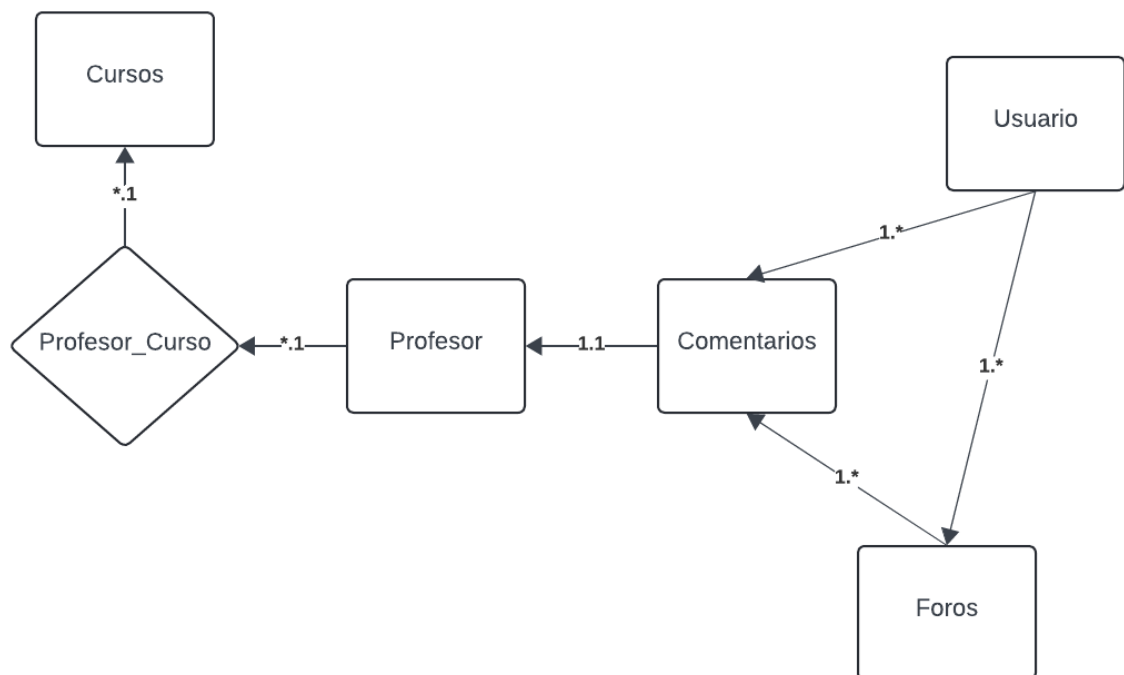 Cursos
Usuario
*.1
1.*
Profesor_Curso
*.1
Profesor
1.1
Comentarios
1.*
1.*
Foros